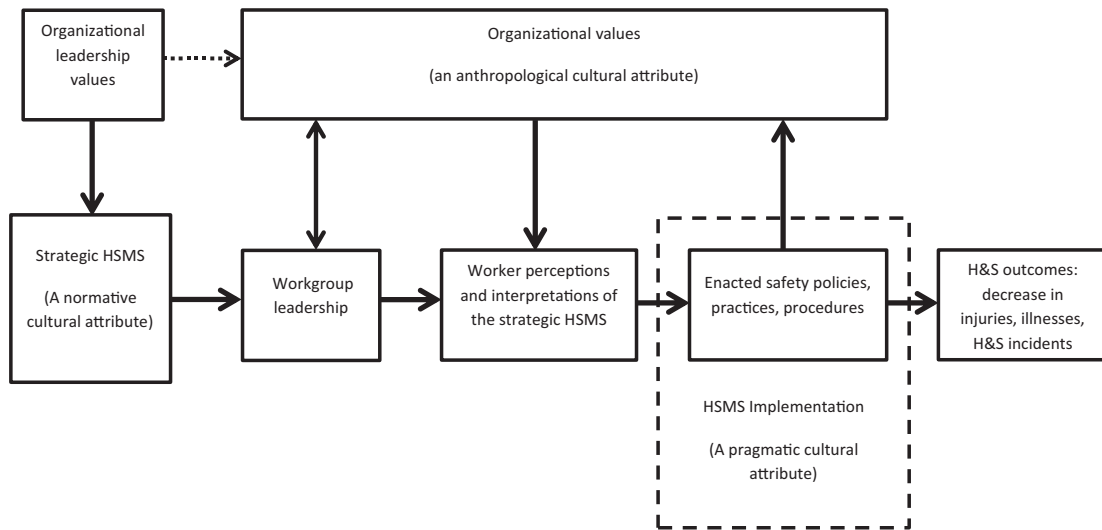 Organizational
leadership
values
Organizational values
(an anthropological cultural attribute)
Strategic HSMS
(A normative
cultural attribute)
Workgroup
leadership
Worker perceptions
and interpretations of
the strategic HSMS
Enacted safety policies,
practices, procedures
H&S outcomes:
decrease in
injuries, illnesses,
H&S incidents
HSMS Implementation
(A pragmatic cultural
attribute)